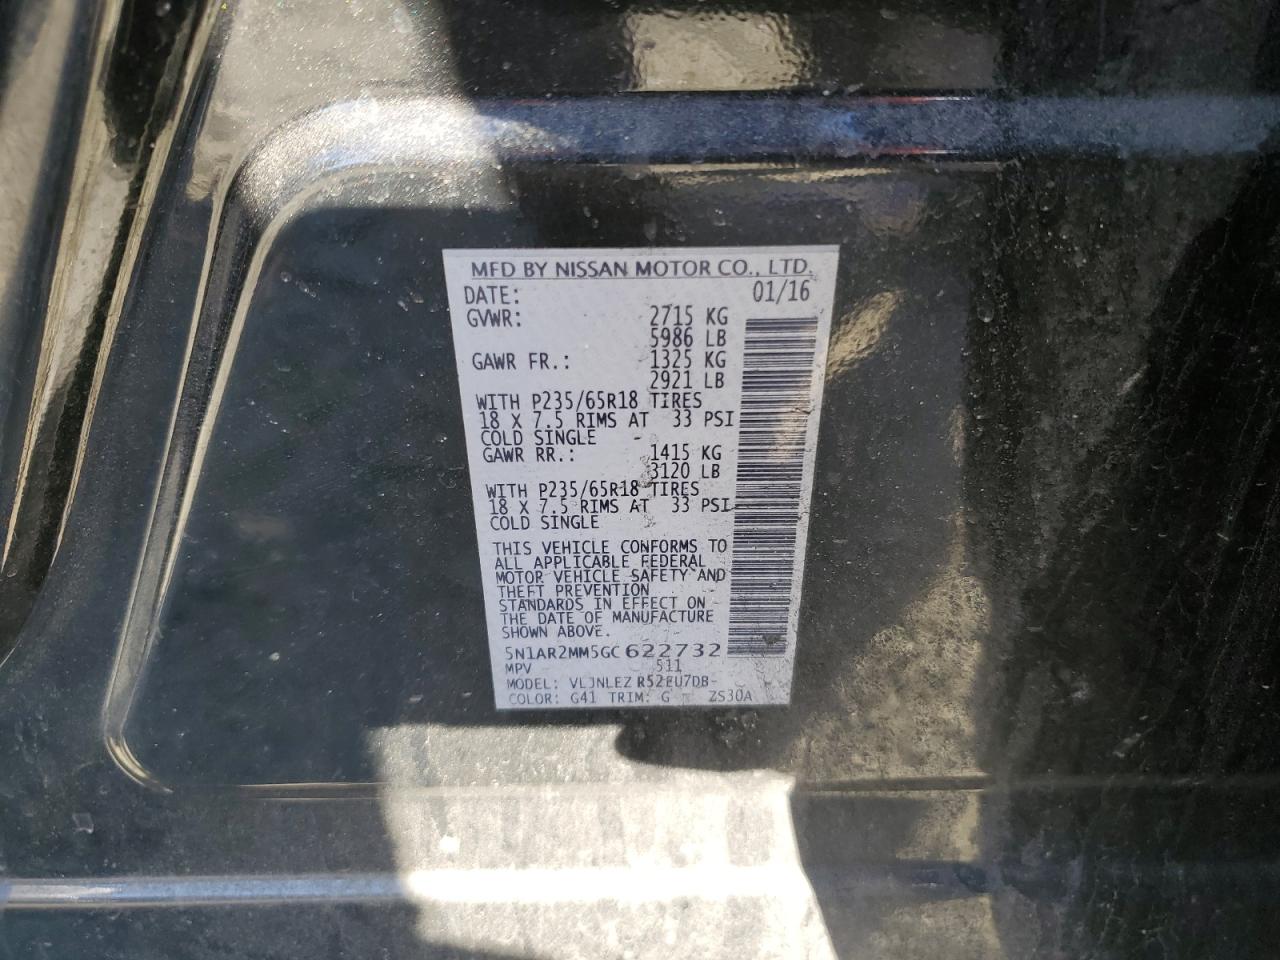 MFD BY NISSAN MOTOR CO., LTD.
DATE: 01/16
GVWR: 2715 KG
5986 LB
GAWR FR.: 1325 KG
2921 LB
WITH P235/65R18 TIRES
18 X 7.5 RIMS AT 33 PSI
COLD SINGLE
GAWR RR.: 1415 KG
3120 LB
WITH P235/65R18 TIRES
18 X 7.5 RIMS AT 33 PSI
COLD SINGLE
THIS VEHICLE CONFORMS TO
ALL APPLICABLE FEDERAL
MOTOR VEHICLE SAFETY AND
THEFT PREVENTION
STANDARDS IN EFFECT ON
THE DATE OF MANUFACTURE
SHOWN ABOVE.
5N1AR2MM5GC622732
MPV 511
MODEL:
COLOR: G41 TRIM: G ZS30A